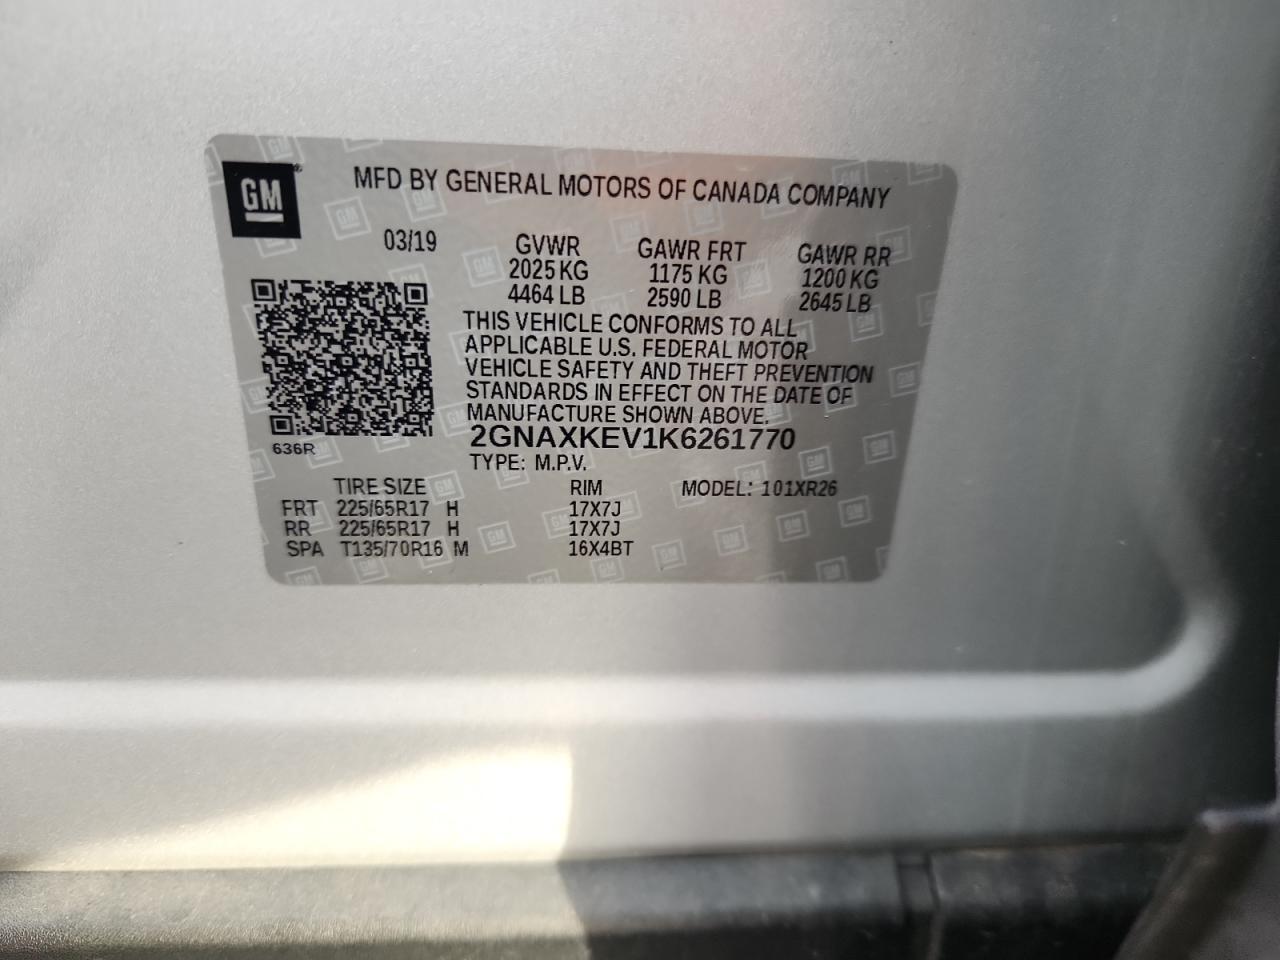 GM
MFD BY GENERAL MOTORS OF CANADA COMPANY
03/19
GVWR GAWR FRT GAWR RR
2025 KG 1175 KG 1200 KG
4464 LB 2590 LB 2645 LB
THIS VEHICLE CONFORMS TO ALL
APPLICABLE U.S. FEDERAL MOTOR
VEHICLE SAFETY AND THEFT PREVENTION
STANDARDS IN EFFECT ON THE DATE OF
MANUFACTURE SHOWN ABOVE.
636R
2GNAXKEV1K6261770
TYPE: M.P.V.
TIRE SIZE RIM MODEL: 101XR26
FRT 225/65R17 H 17X7J
RR 225/65R17 H 17X7J
SPA T135/70R16 M 16X4BT